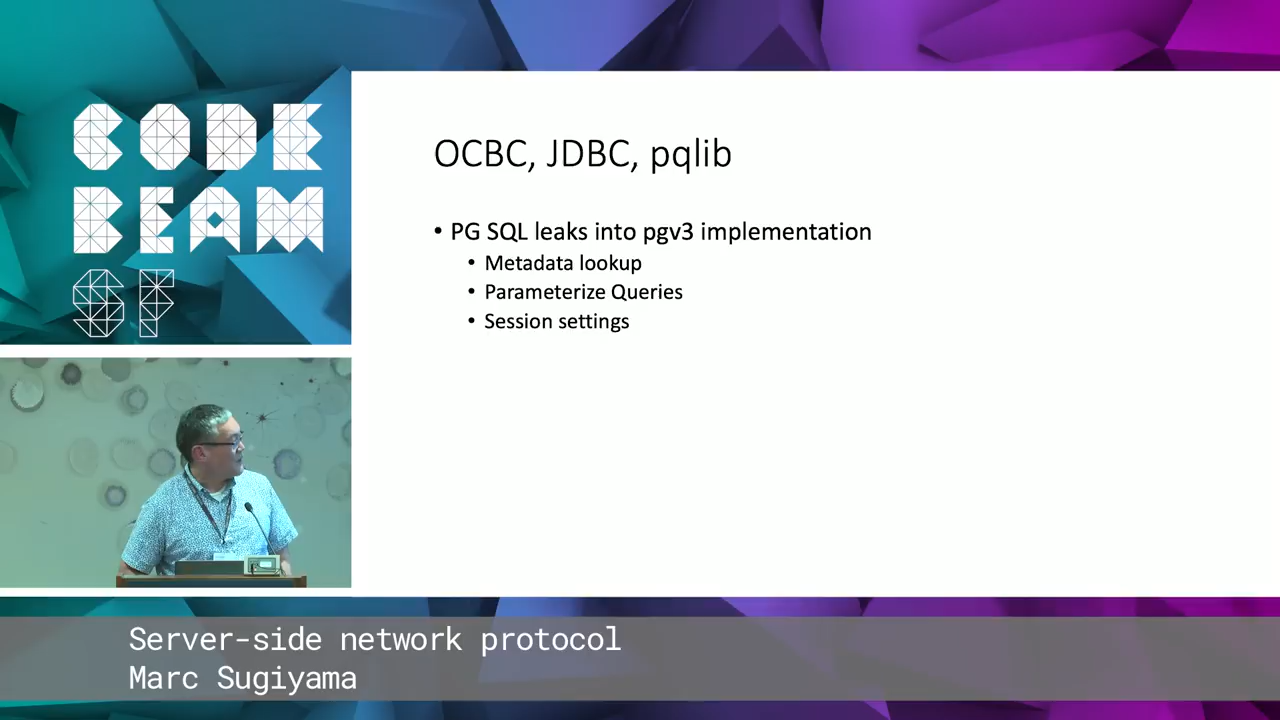 CODE
BEAM
SF
OCBC, JDBC, pqlib
• PG SQL leaks into pgv3 implementation
• Metadata lookup
• Parameterize Queries
• Session settings
Server-side network protocol
Marc Sugiyama